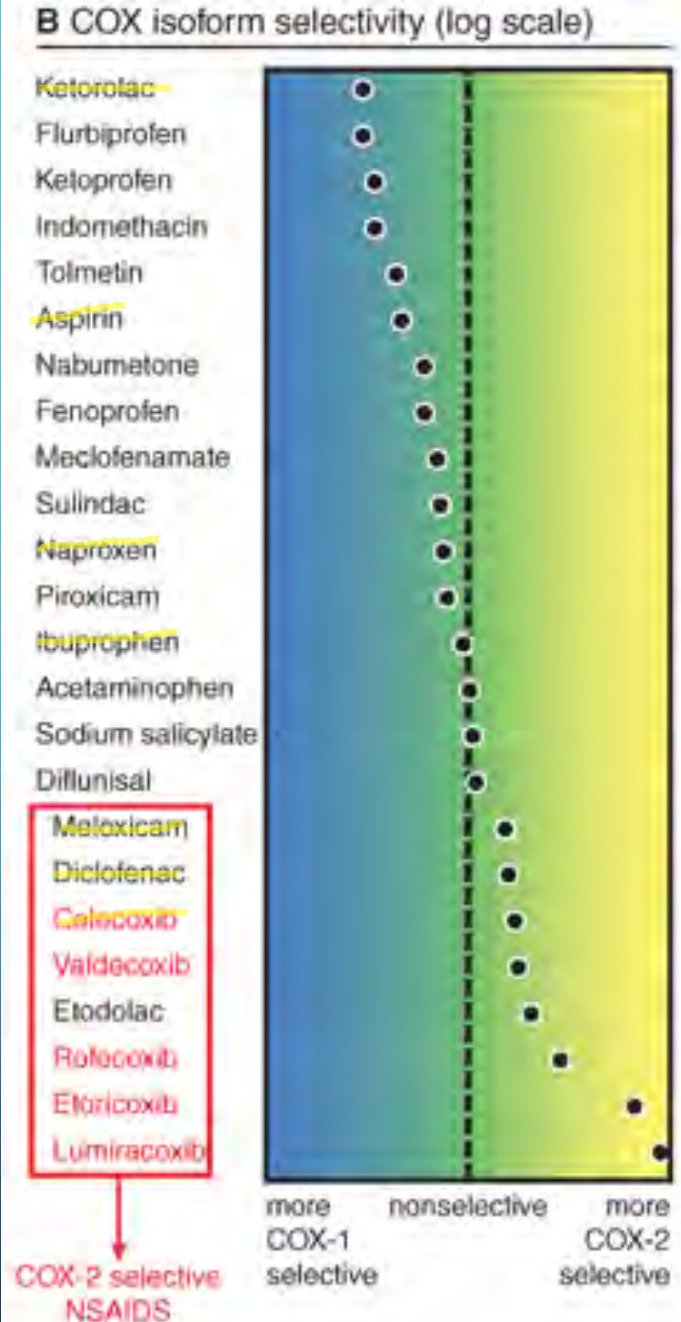 B COX isoform selectivity (log scale)
Ketorolac
Flurbiprofen
Ketoprofen
Indomethacin
Tolmetin
Aspirin
Nabumetone
Fenoprofen
Meclofenamate
Sulindac
Naproxen
Piroxicam
Ibuprophen
Acetaminophen
Sodium salicylate
Diflunisal
Meloxicam
Diclofenac
Celecoxib
Valdecoxib
Etodolac
Rofecoxib
Etoricoxib
Lumiracoxib
more nonselective more
COX-1 COX-2
selective selective
COX-2 selective
NSAIDS